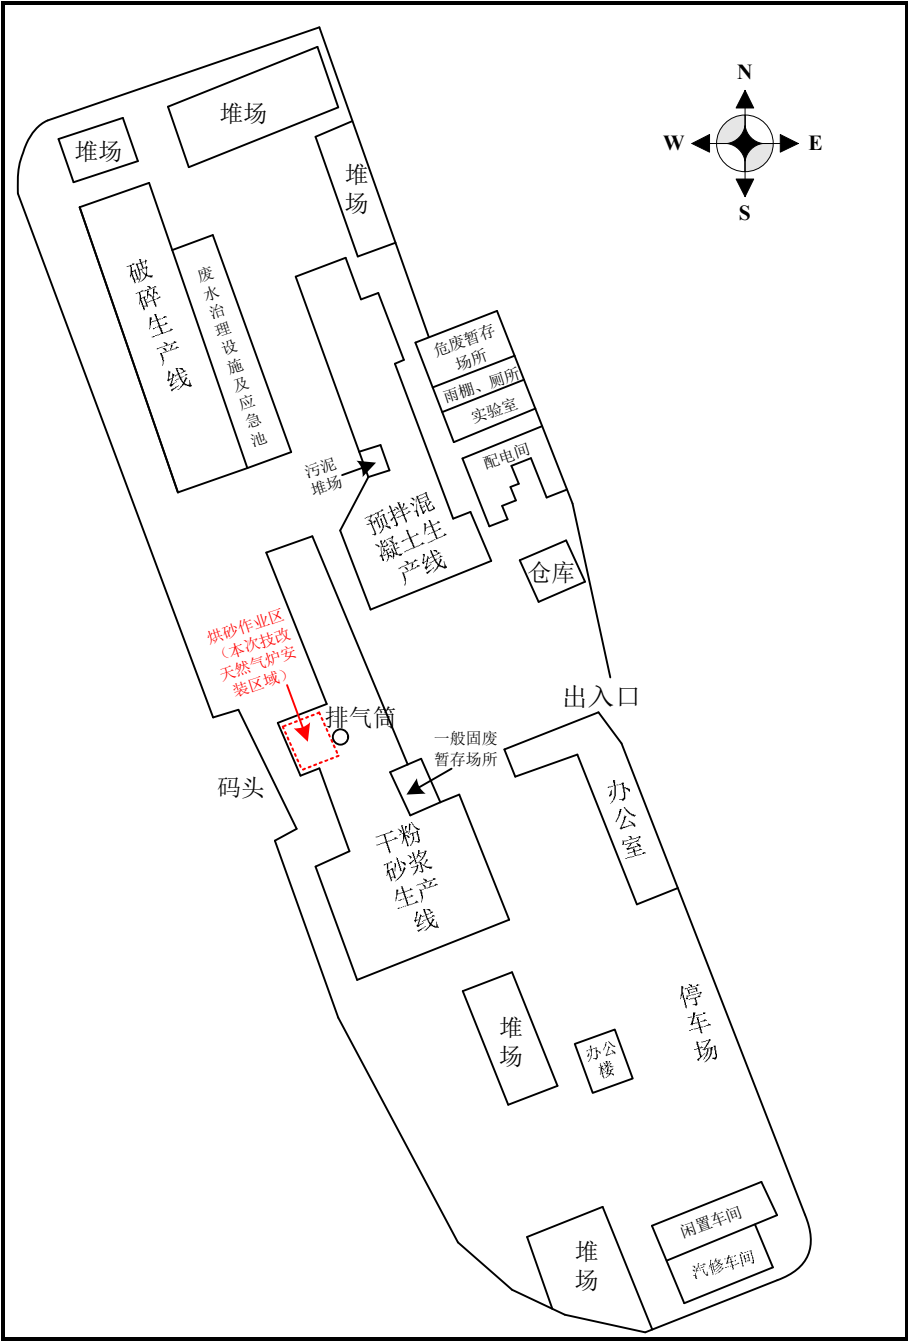 N
W
E
S
堆场
堆场
堆
场
破
碎
生
产
线
废
水
治
理
设
施
及
应
急
池
危废暂存
场所
雨棚、厕所
实验室
配电间
污泥
堆场
预拌混
凝土生
产线
仓库
烘砂作业区
（本次技改
天然气炉安
装区域）
排气筒
出入口
一般固废
暂存场所
码头
办
公
室
干粉
砂浆
生产
线
停
车
场
堆
场
办公
楼
闲置车间
汽修车间
堆
场